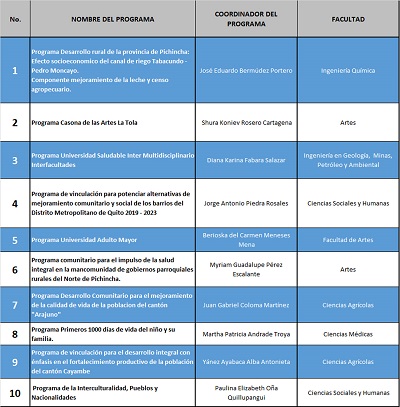 No.
NOMBRE DEL PROGRAMA
COORDINADOR DEL
PROGRAMA
FACULTAD
1
Programa Desarrollo rural de la provincia de Pichincha:
Efecto socioeconomico del canal de riego Tabacundo -
Pedro Moncayo.
Componente mejoramiento de la leche y censo
agropecuario.
José Eduardo Bermúdez Portero
Ingeniería Química
2
Programa Casona de las Artes La Tola
Shura Koniev Rosero Cartagena
Artes
3
Programa Universidad Saludable Inter Multidisciplinario
Interfacultades
Diana Karina Fabara Salazar
Ingeniería en Geología, Minas,
Petróleo y Ambiental
4
Programa de vinculación para potenciar alternativas de
mejoramiento comunitario y social de los barrios del
Distrito Metropolitano de Quito 2019 - 2023
Jorge Antonio Piedra Rosales
Ciencias Sociales y Humanas
5
Programa Universidad Adulto Mayor
Berioska del Carmen Meneses
Mena
Facultad de Artes
6
Programa comunitario para el impulso de la salud
integral en la mancomunidad de gobiernos parroquiales
rurales del Norte de Pichincha.
Myriam Guadalupe Pérez
Escalante
Artes
7
Programa Desarrollo Comunitario para el mejoramiento
de la calidad de vida de la poblacion del cantón
"Arajuno"
Juan Gabriel Coloma Martínez
Ciencias Agrícolas
8
Programa Primeros 1000 días de vida del niño y su
familia.
Martha Patricia Andrade Troya
Ciencias Médicas
9
Programa de vinculación para el desarrollo integral con
énfasis en el fortalecimiento productivo de la población
del cantón Cayambe
Yánez Ayabaca Alba Antonieta
Ciencias Agrícolas
10
Programa de la Interculturalidad, Pueblos y
Nacionalidades
Paulina Elizabeth Oña
Quillupangui
Ciencias Sociales y Humanas